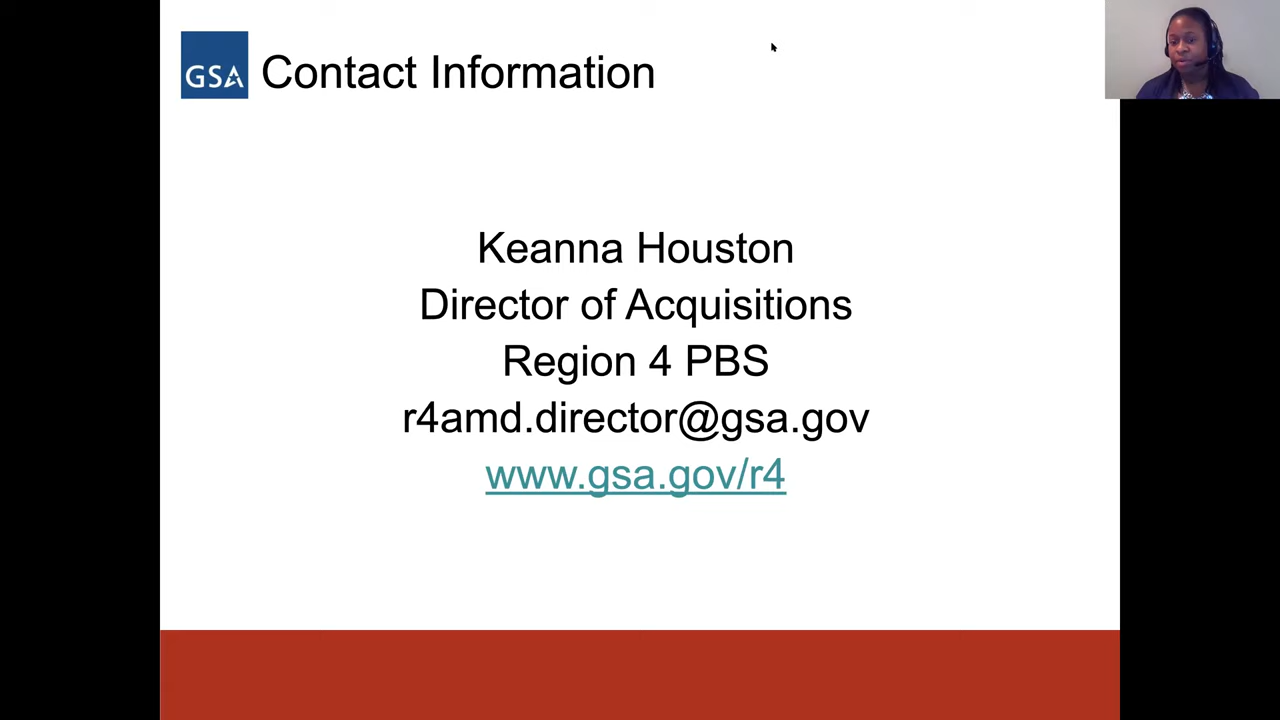 GSA
Contact Information
Keanna Houston
Director of Acquisitions
Region 4 PBS
r4amd.director@gsa.gov
www.gsa.gov/r4